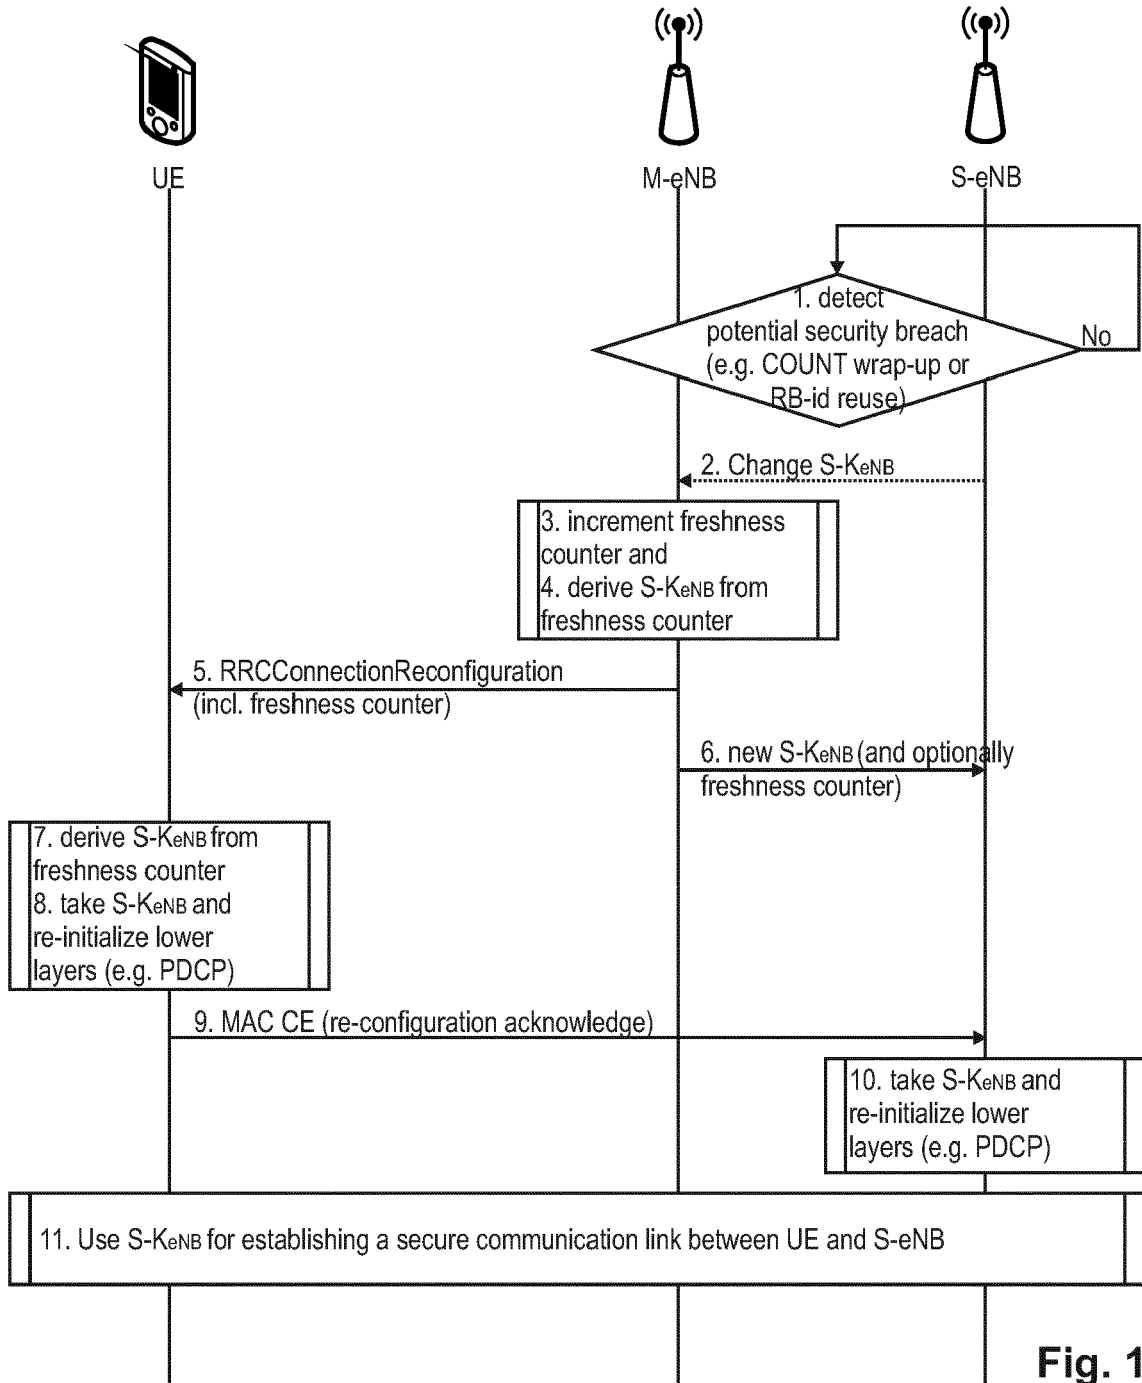 UE
M-eNB
S-eNB
1. detect
potential security breach
(e.g. COUNT wrap-up or
RB-id reuse)
No
2. Change S-KeNB
3. increment freshness
counter and
4. derive S-KeNB from
freshness counter
5. RRCConnectionReconfiguration
(incl. freshness counter)
6. new S-KeNB (and optionally
freshness counter)
7. derive S-KeNB from
freshness counter
8. take S-KeNB and
re-initialize lower
layers (e.g. PDCP)
9. MAC CE (re-configuration acknowledge)
10. take S-KeNB and
re-initialize lower
layers (e.g. PDCP)
11. Use S-KeNB for establishing a secure communication link between UE and S-eNB
Fig. 1